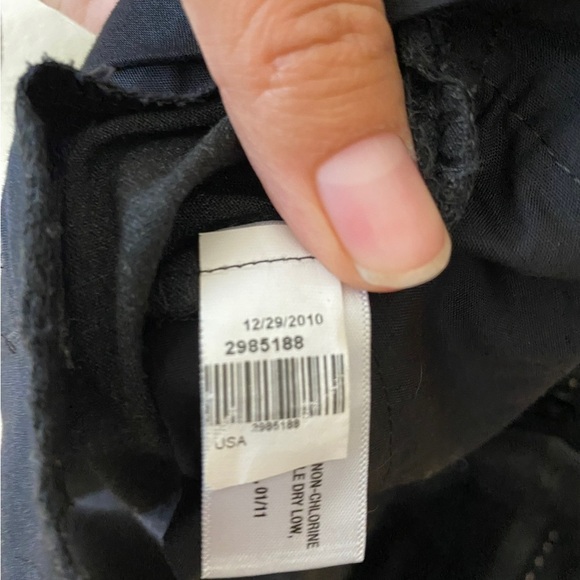 12/29/2010
2985188
2985188
USA
NON-CHLORINE
LE DRY LOW,
, 01/11